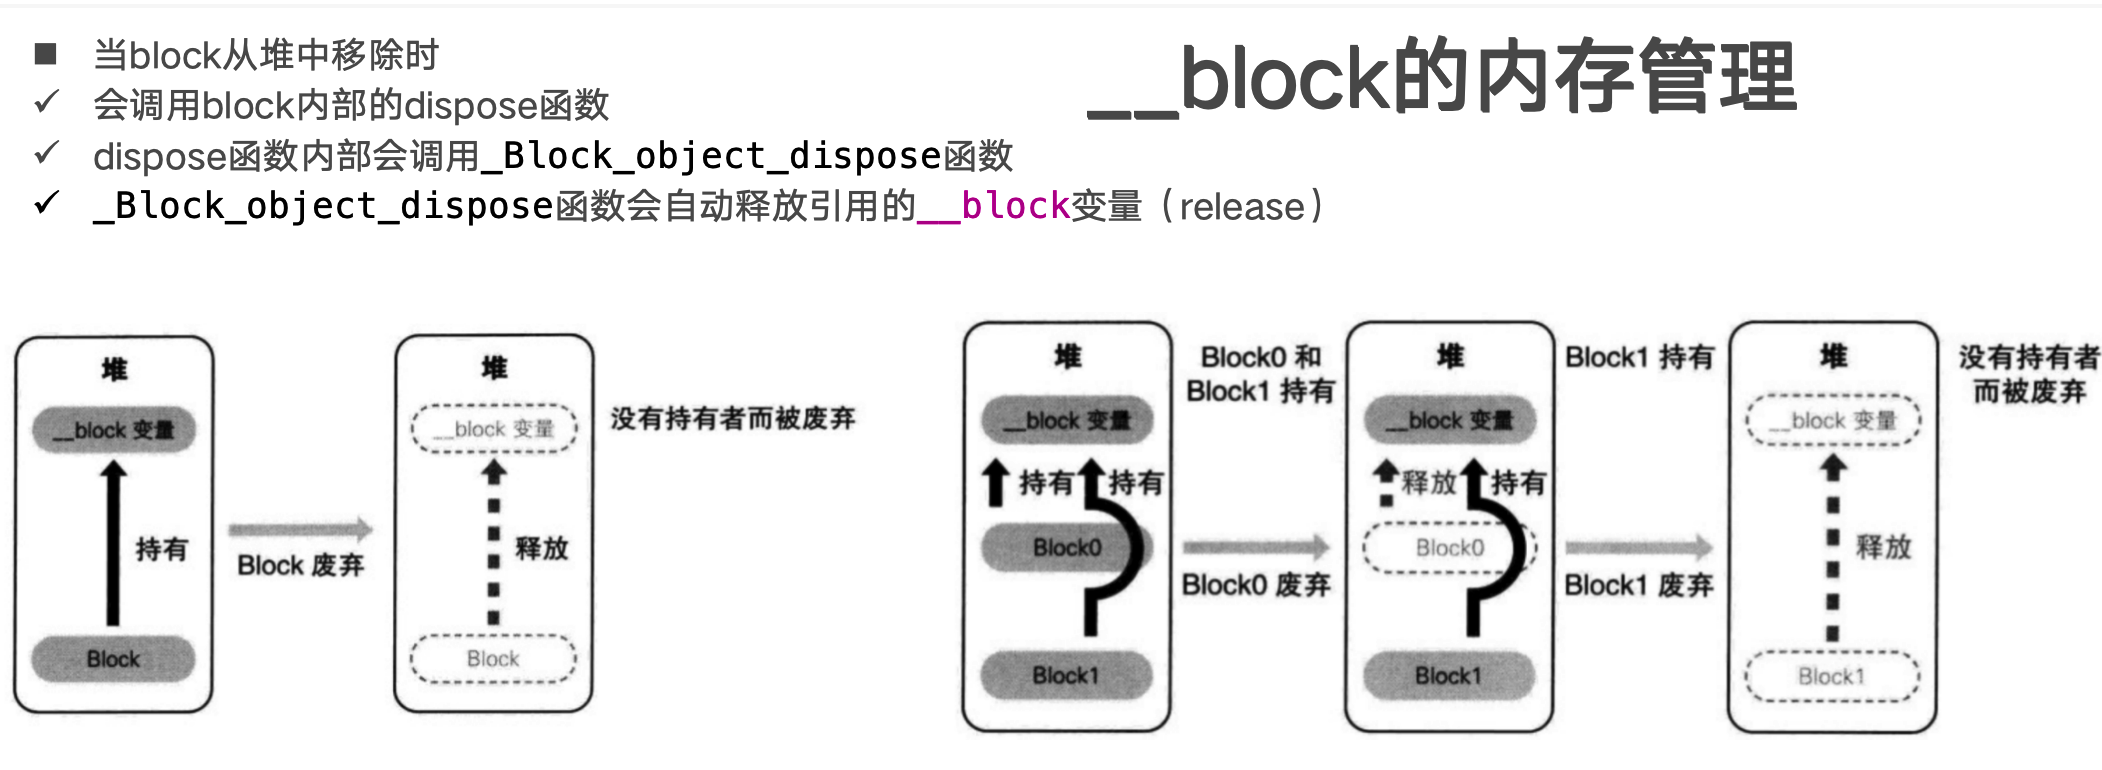 __block的内存管理
■ 当block从堆中移除时
✓ 会调用block内部的dispose函数
✓ dispose函数内部会调用_Block_object_dispose函数
✓ _Block_object_dispose函数会自动释放引用的__block变量（release）
堆
__block 变量
持有
Block
Block 废弃
堆
__block 变量
释放
Block
没有持有者而被废弃
堆
__block 变量
持有
持有
Block0
Block1
Block0 和
Block1 持有
Block0 废弃
堆
__block 变量
释放
持有
Block0
Block1
Block1 持有
Block1 废弃
堆
__block 变量
释放
Block1
没有持有者
而被废弃